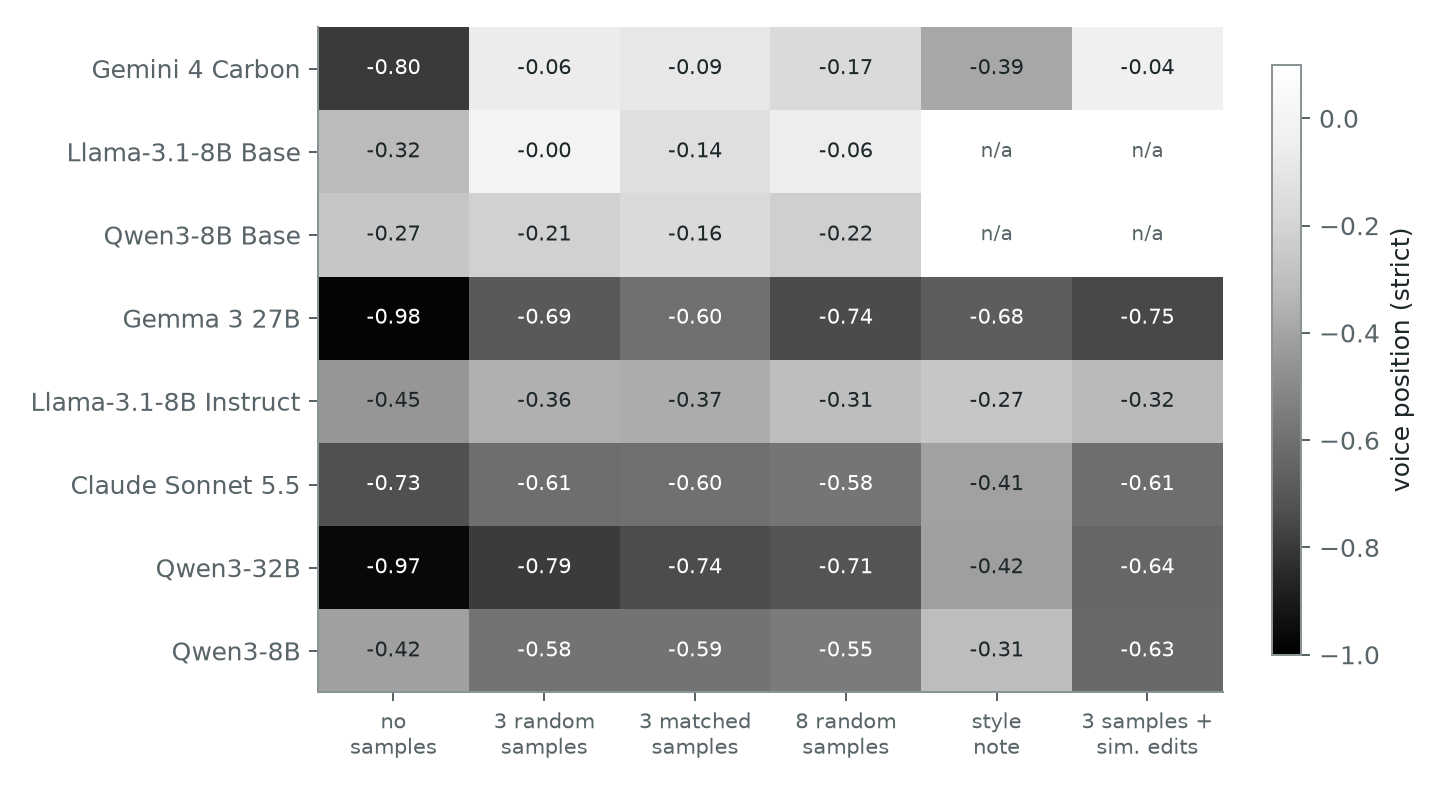 Gemini 4 Carbon -0.80 -0.06 -0.09 -0.17 -0.39 -0.04
Llama-3.1-8B Base -0.32 -0.00 -0.14 -0.06 n/a n/a
Qwen3-8B Base -0.27 -0.21 -0.16 -0.22 n/a n/a
Gemma 3 27B -0.98 -0.69 -0.60 -0.74 -0.68 -0.75
Llama-3.1-8B Instruct -0.45 -0.36 -0.37 -0.31 -0.27 -0.32
Claude Sonnet 5.5 -0.73 -0.61 -0.60 -0.58 -0.41 -0.61
Qwen3-32B -0.97 -0.79 -0.74 -0.71 -0.42 -0.64
Qwen3-8B -0.42 -0.58 -0.59 -0.55 -0.31 -0.63
no
samples
3 random
samples
3 matched
samples
8 random
samples
style
note
3 samples +
sim. edits
0.0
−0.2
−0.4
−0.6
−0.8
−1.0
voice position (strict)